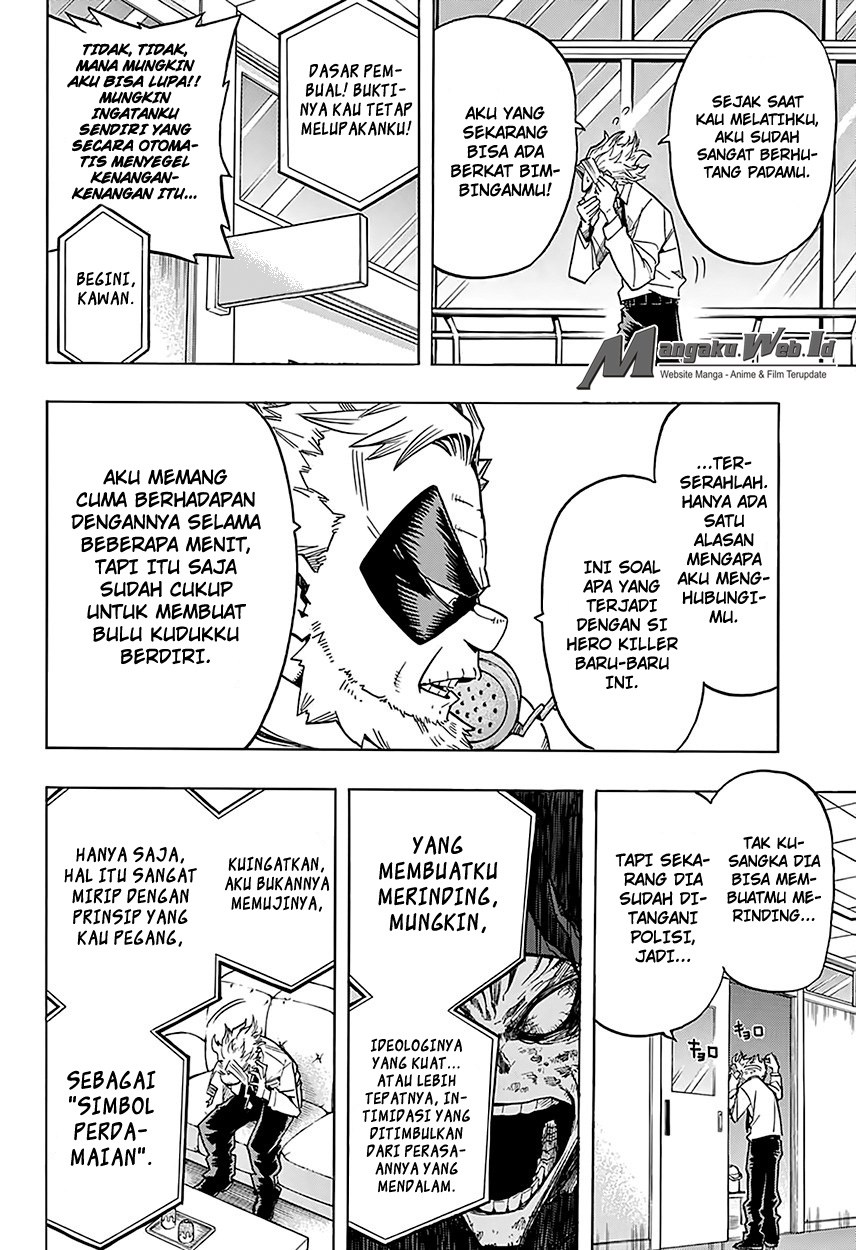 SEJAK SAAT
KAU MELATIHKU,
AKU SUDAH
SANGAT BERHU-
TANG PADAMU.
AKU YANG
SEKARANG
BISA ADA
BERKAT BIM-
BINGANMU!
DASAR PEM-
BUAL! BUKTI-
NYA KAU TETAP
MELUPAKANKU!
TIDAK, TIDAK,
MANA MUNGKIN
AKU BISA LUPA!!
MUNGKIN
INGATANKU
SENDIRI YANG
SECARA OTOMA-
TIS MENYEGEL
KENANGAN-
KENANGAN ITU...
BEGINI,
KAWAN.
Mangaku.Web.Id
Website Manga - Anime & Film Terupdate
...TER-
SERAHLAH.
HANYA ADA
SATU
ALASAN
MENGAPA
AKU MENG-
HUBUNGI-
MU.
INI SOAL
APA YANG
TERJADI
DENGAN SI
HERO KILLER
BARU-BARU
INI.
AKU MEMANG
CUMA BERHADAPAN
DENGANNYA SELAMA
BEBERAPA MENIT,
TAPI ITU SAJA
SUDAH CUKUP
UNTUK MEMBUAT
BULU KUDUKKU
BERDIRI.
TAK KU-
SANGKA DIA
BISA MEM-
BUATMU ME-
RINDING...
TAPI SEKA-
RANG DIA
SUDAH DI-
TANGANI
POLISI,
JADI...
キョロ
キョロ
YANG
MEMBUATKU
MERINDING,
MUNGKIN,
IDEOLOGINYA
YANG KUAT...
ATAU LEBIH
TEPATNYA, IN-
TIMIDASI YANG
DITIMBULKAN
DARI PERASA-
ANNYA YANG
MENDALAM.
KUINGATKAN,
AKU BUKANNYA
MEMUJINYA,
HANYA SAJA,
HAL ITU SANGAT
MIRIP DENGAN
PRINSIP YANG
KAU PEGANG,
SEBAGAI
"SIMBOL
PERDA-
MAIAN".